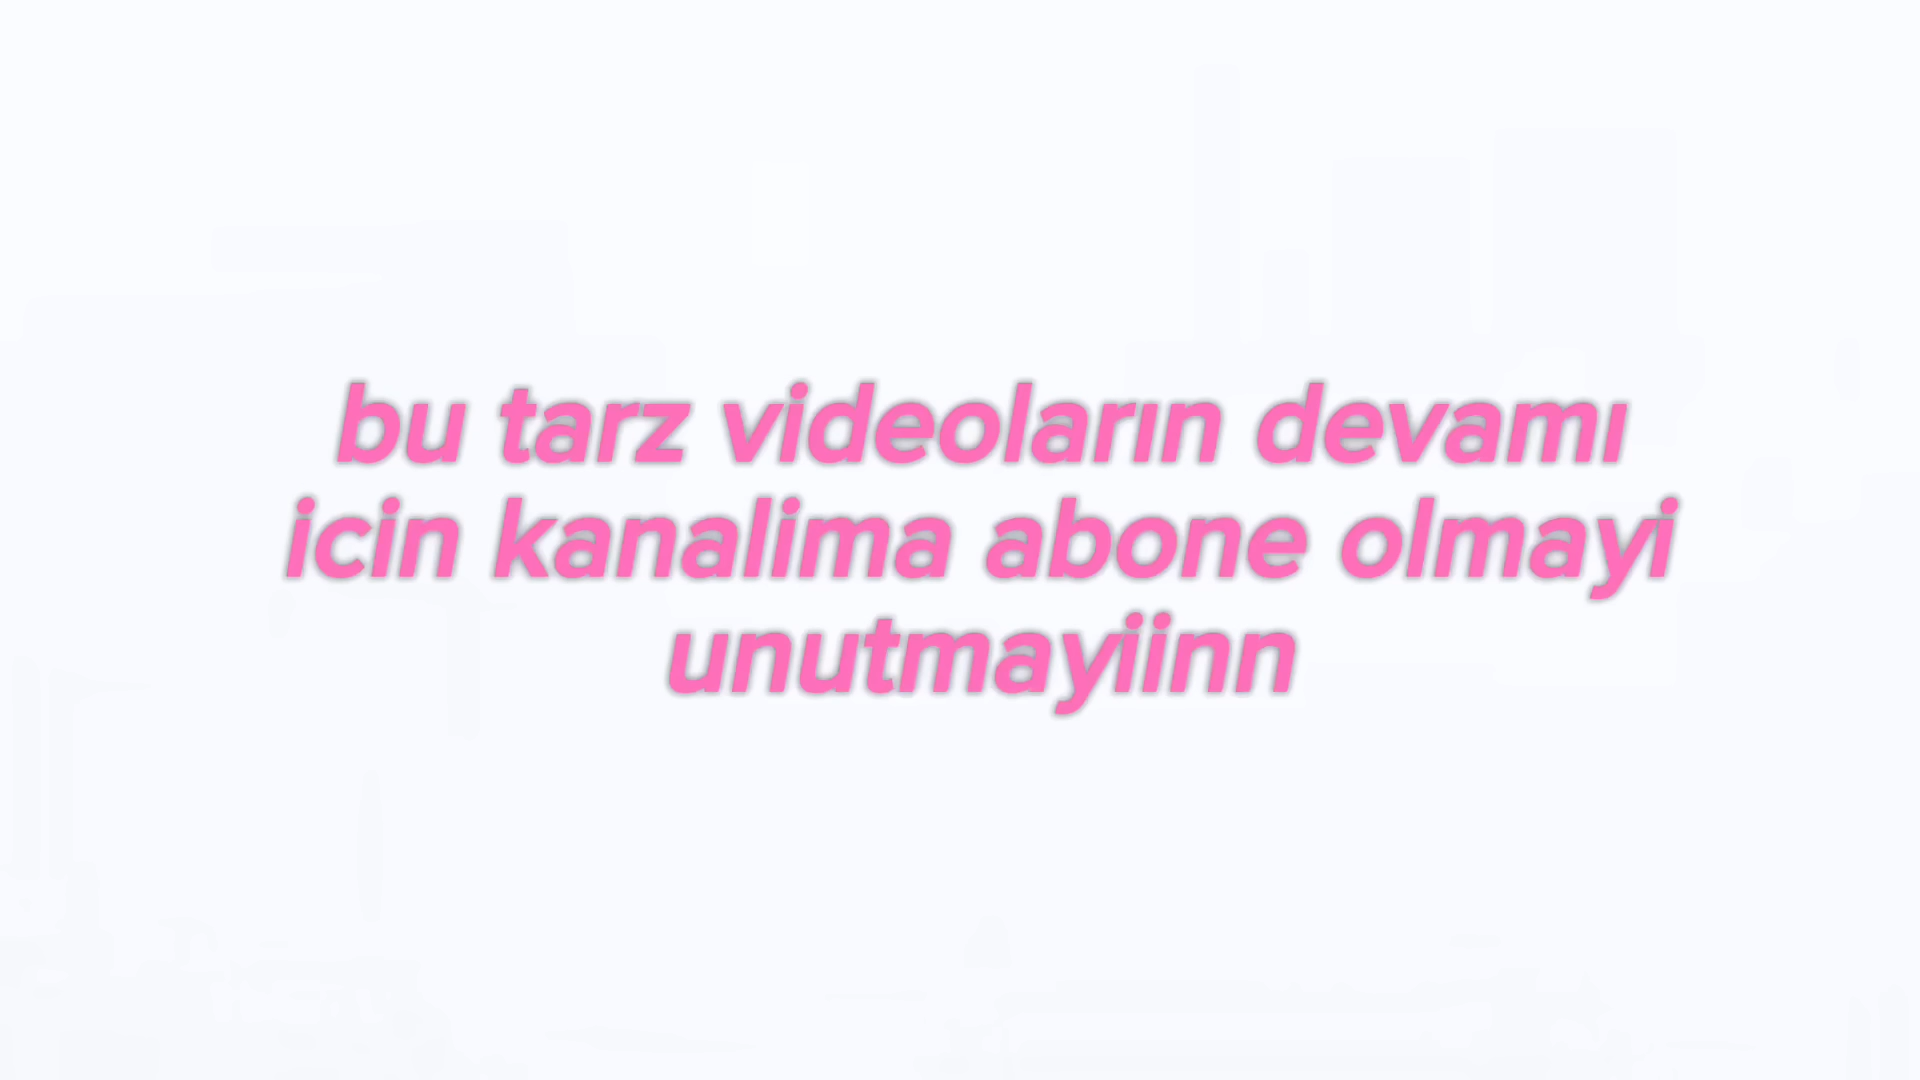 bu tarz videoların devamı
icin kanalima abone olmayi
unutmayiinn